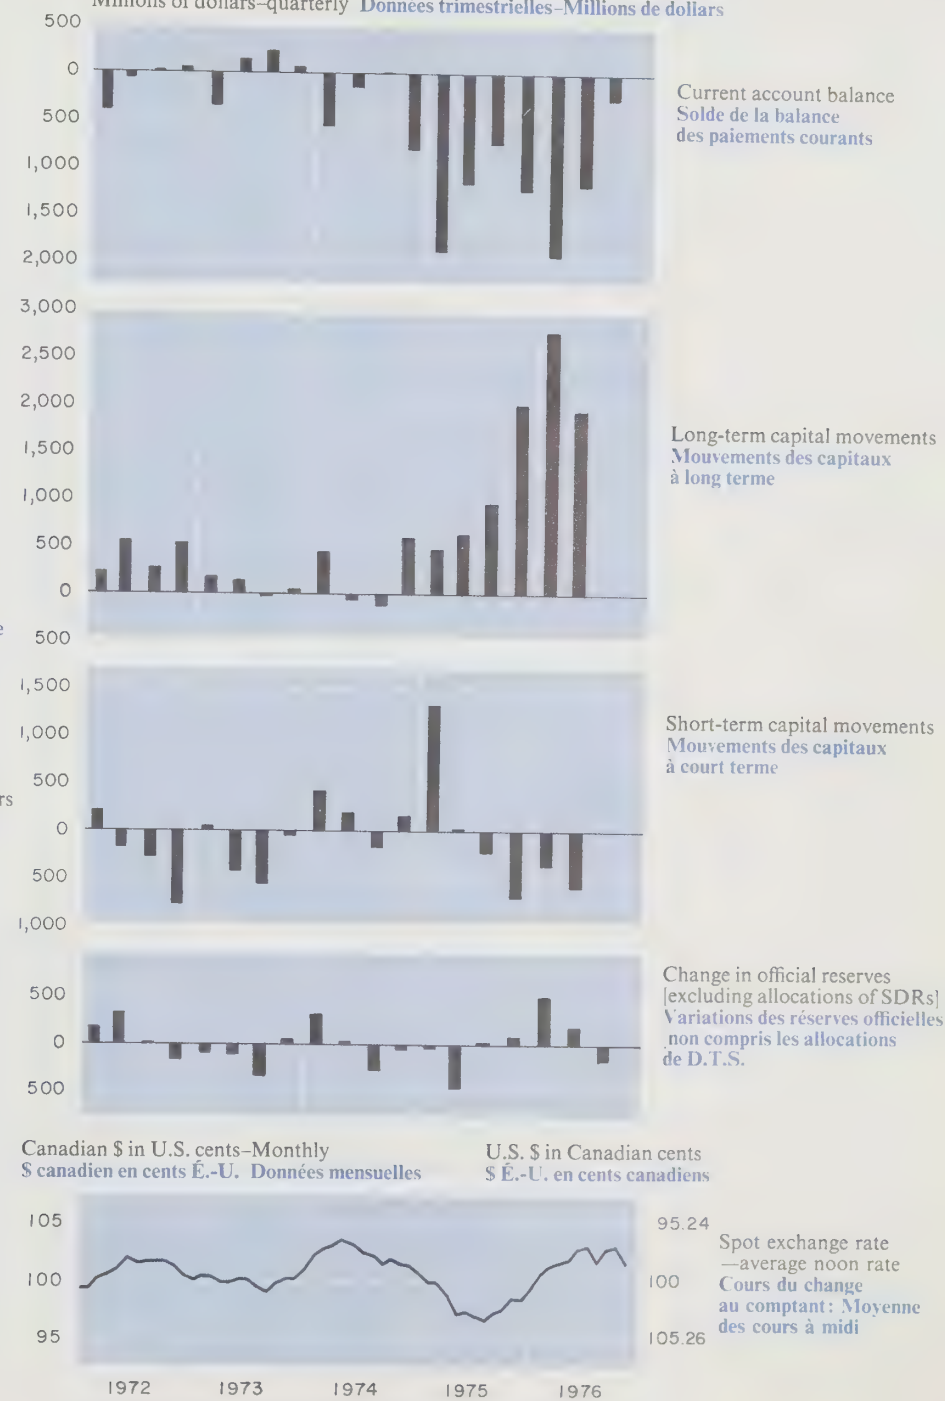 Millions of dollars–quarterly Données trimestrielles–Millions de dollars
500
0
500
1,000
1,500
2,000
Current account balance
Solde de la balance
des paiements courants
3,000
2,500
2,000
1,500
1,000
500
0
500
Long-term capital movements
Mouvements des capitaux
à long terme
1,500
1,000
500
0
500
1,000
Short-term capital movements
Mouvements des capitaux
à court terme
500
0
500
Change in official reserves
[excluding allocations of SDRs]
Variations des réserves officielles
non compris les allocations
de D.T.S.
Canadian $ in U.S. cents–Monthly
$ canadien en cents É.-U. Données mensuelles
U.S. $ in Canadian cents
$ É.-U. en cents canadiens
105
100
95
95.24
100
105.26
Spot exchange rate
—average noon rate
Cours du change
au comptant: Moyenne
des cours à midi
1972 1973 1974 1975 1976